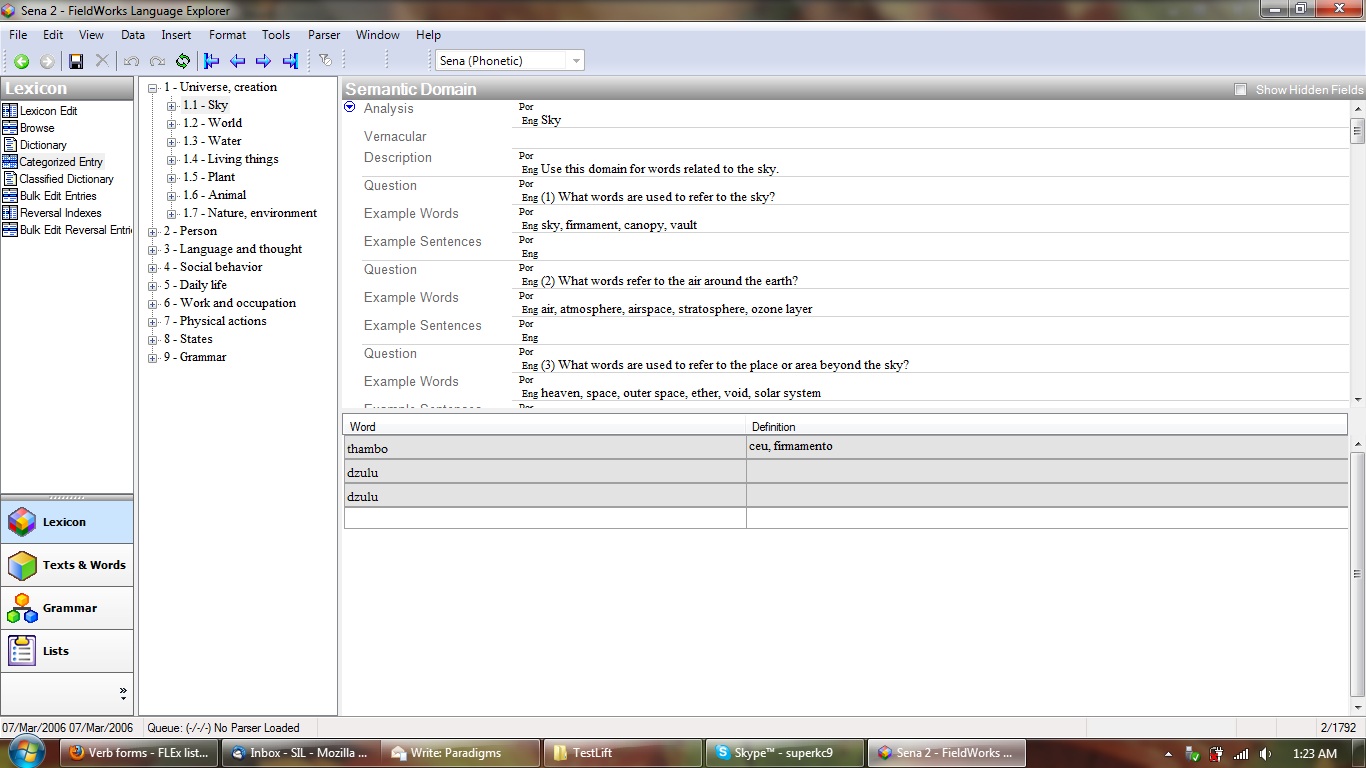 Sena 2 - FieldWorks Language Explorer
File Edit View Data Insert Format Tools Parser Window Help
Sena (Phonetic)
Lexicon
Lexicon Edit
Browse
Dictionary
Categorized Entry
Classified Dictionary
Bulk Edit Entries
Reversal Indexes
Bulk Edit Reversal Entri
Lexicon
Texts & Words
Grammar
Lists
1 - Universe, creation
1.1 - Sky
1.2 - World
1.3 - Water
1.4 - Living things
1.5 - Plant
1.6 - Animal
1.7 - Nature, environment
2 - Person
3 - Language and thought
4 - Social behavior
5 - Daily life
6 - Work and occupation
7 - Physical actions
8 - States
9 - Grammar
Semantic Domain Show Hidden Fields
Analysis Por
Eng Sky
Vernacular
Description Por
Eng Use this domain for words related to the sky.
Question Por
Eng (1) What words are used to refer to the sky?
Example Words Por
Eng sky, firmament, canopy, vault
Example Sentences Por
Eng
Question Por
Eng (2) What words refer to the air around the earth?
Example Words Por
Eng air, atmosphere, airspace, stratosphere, ozone layer
Example Sentences Por
Eng
Question Por
Eng (3) What words are used to refer to the place or area beyond the sky?
Example Words Por
Eng heaven, space, outer space, ether, void, solar system
Example Sentences Por
Word Definition
thambo ceu, firmamento
dzulu
dzulu
07/Mar/2006 07/Mar/2006 Queue: (-/-/-) No Parser Loaded 2/1792
Verb forms - FLEx list... Inbox - SIL - Mozilla ... Write: Paradigms TestLift Skype™ - superkc9 Sena 2 - FieldWorks ... 1:23 AM